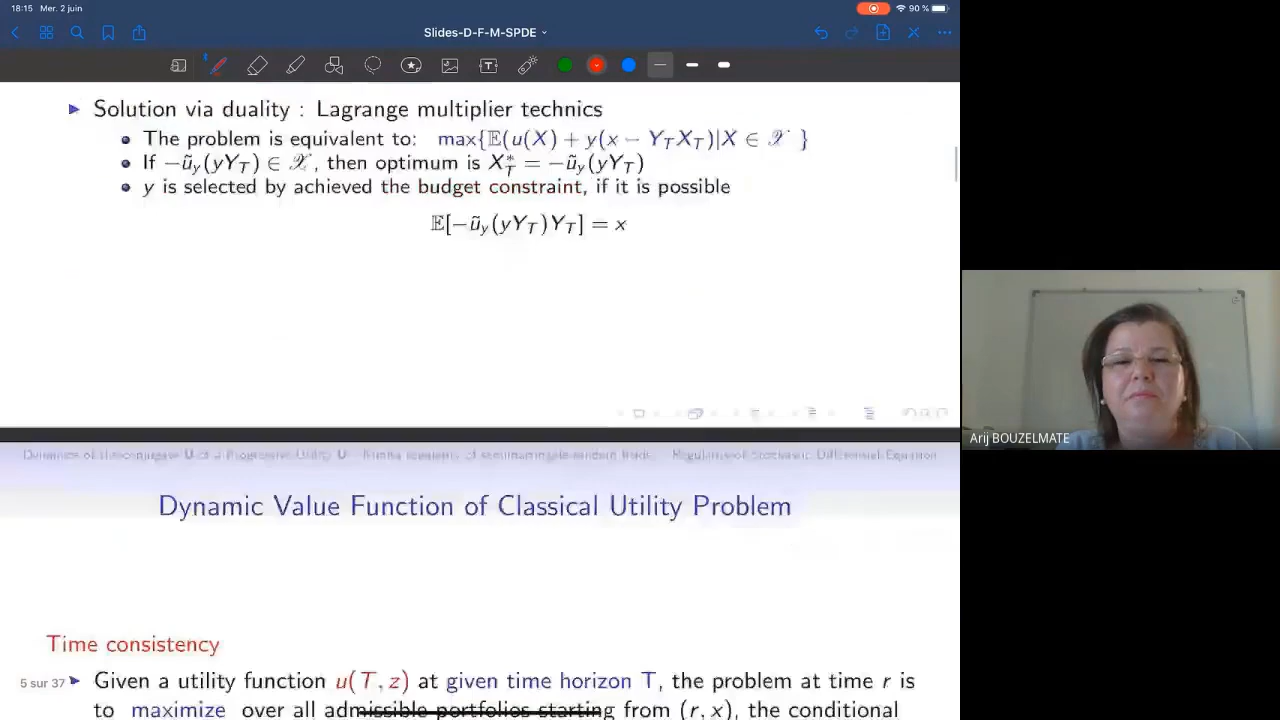 18:15 Mer. 2 juin
90 %
Slides-D-F-M-SPDE
Solution via duality : Lagrange multiplier technics
The problem is equivalent to: max{𝔼(u(X) + y(x − Y_T X_T)|X ∈ 𝒳 }
If −ũ_y(yY_T) ∈ 𝒳, then optimum is X*_T = −ũ_y(yY_T)
y is selected by achieved the budget constraint, if it is possible
𝔼[−ũ_y(yY_T)Y_T] = x
Arij BOUZELMATE
Dynamic Value Function of Classical Utility Problem
Time consistency
5 sur 37
Given a utility function u(T, z) at given time horizon T, the problem at time r is
to maximize over all admissible portfolios starting from (r, x), the conditional